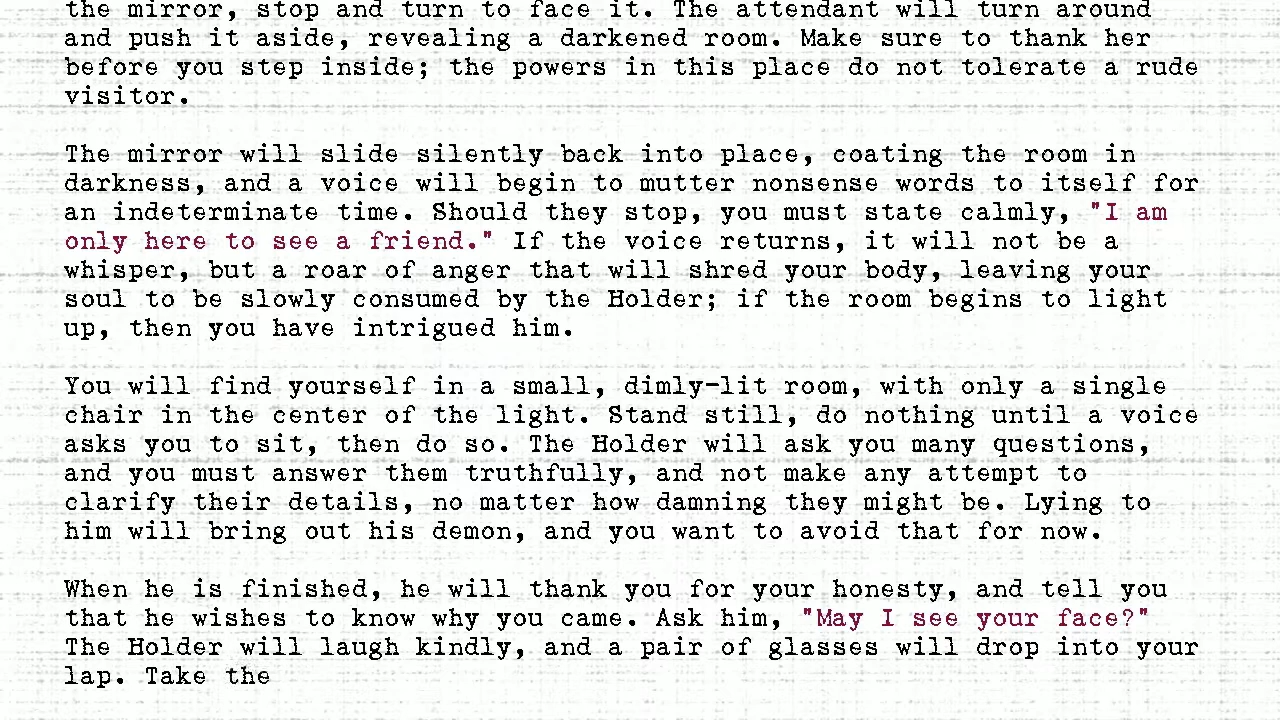 the mirror, stop and turn to face it. The attendant will turn around
and push it aside, revealing a darkened room. Make sure to thank her
before you step inside; the powers in this place do not tolerate a rude
visitor.
The mirror will slide silently back into place, coating the room in
darkness, and a voice will begin to mutter nonsense words to itself for
an indeterminate time. Should they stop, you must state calmly, "I am
only here to see a friend." If the voice returns, it will not be a
whisper, but a roar of anger that will shred your body, leaving your
soul to be slowly consumed by the Holder; if the room begins to light
up, then you have intrigued him.
You will find yourself in a small, dimly-lit room, with only a single
chair in the center of the light. Stand still, do nothing until a voice
asks you to sit, then do so. The Holder will ask you many questions,
and you must answer them truthfully, and not make any attempt to
clarify their details, no matter how damning they might be. Lying to
him will bring out his demon, and you want to avoid that for now.
When he is finished, he will thank you for your honesty, and tell you
that he wishes to know why you came. Ask him, "May I see your face?"
The Holder will laugh kindly, and a pair of glasses will drop into your
lap. Take the